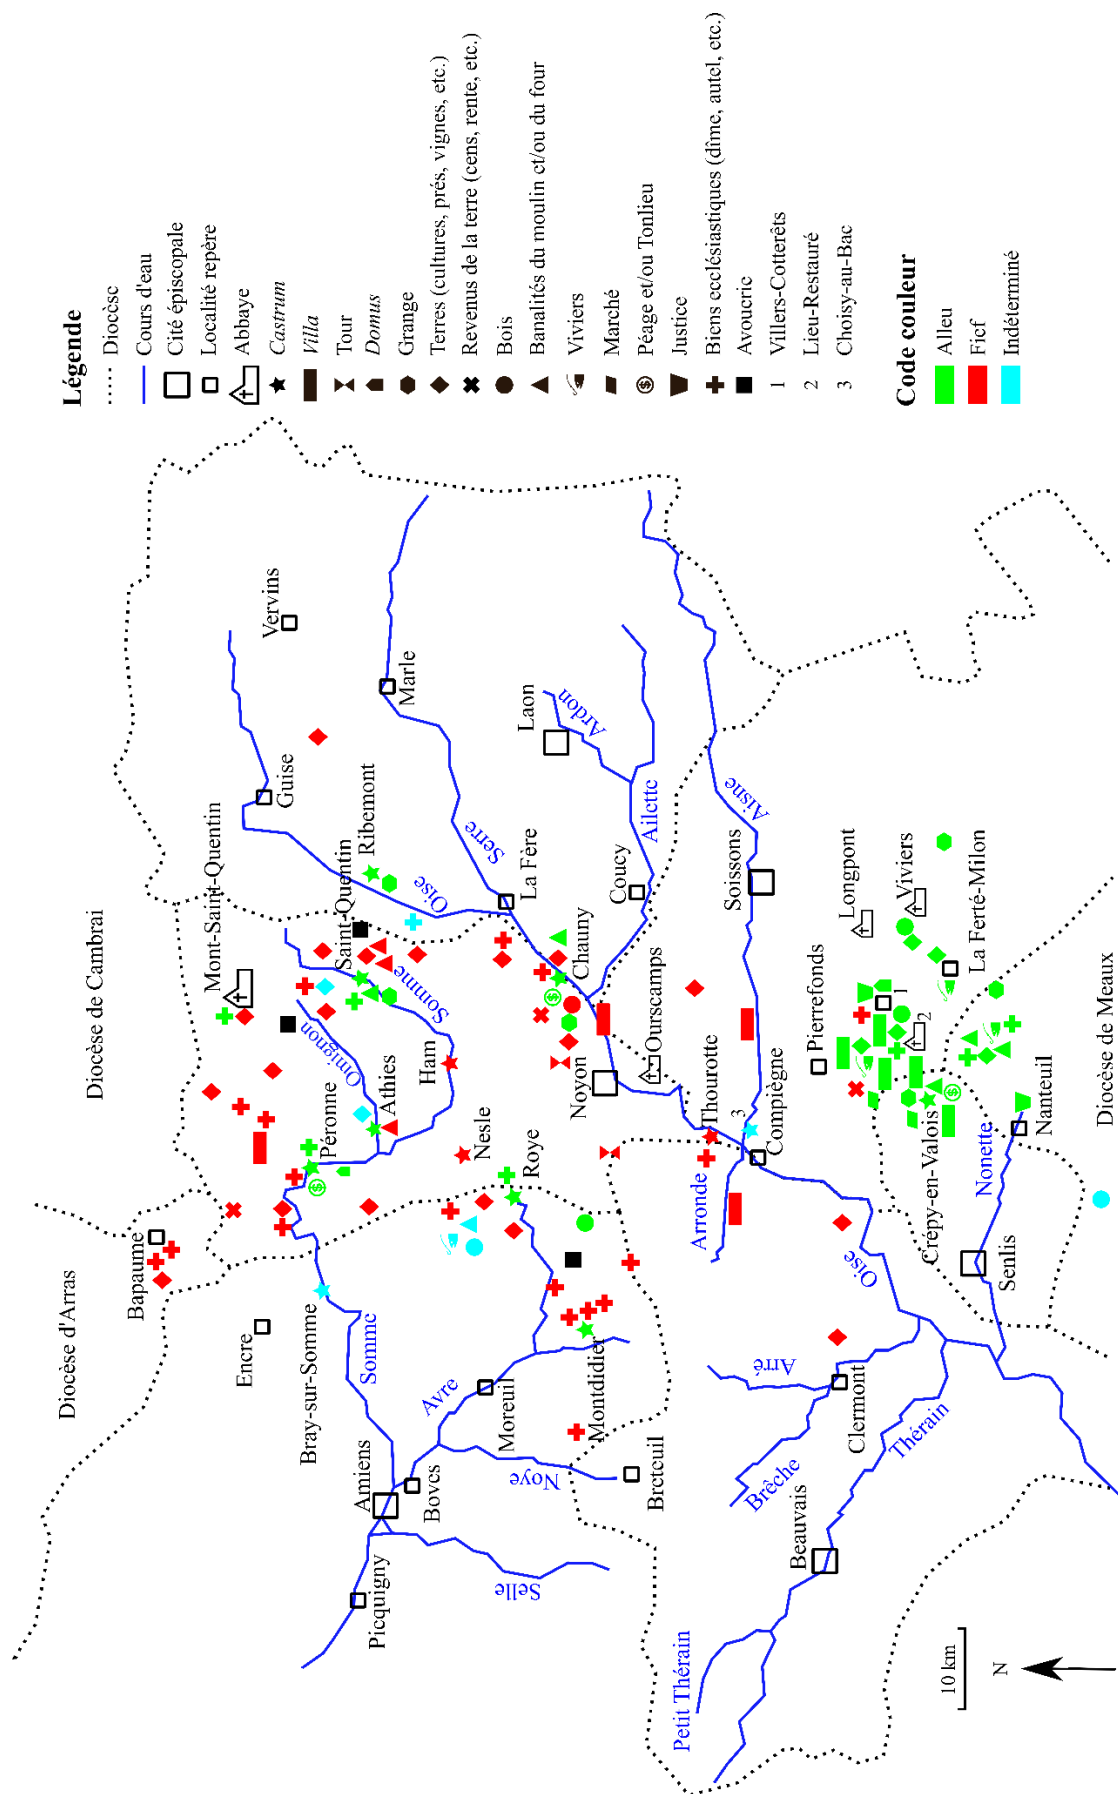 Diocèse d'Arras
Diocèse de Cambrai
Bapaume
Encre
Mont-Saint-Quentin
Guise
Vervins
Bray-sur-Somme
Péronne
Omignon
Saint-Quentin
Ribemont
Picquigny
Amiens
Somme
Athies
Somme
Oise
Marle
Boves
Avre
Ham
Serre
Moreuil
Nesle
La Fère
Selle
Noye
Roye
Laon
Ardon
Montdidier
Chauny
Breteuil
Noyon
Coucy
Ailette
Ourscamps
Petit Thérain
Arronde
Thourotte
3
Aisne
Brêche
Arré
Compiègne
Soissons
Beauvais
Clermont
Pierrefonds
Longpont
Thérain
Oise
1
2
Viviers
Crépy-en-Valois
La Ferté-Milon
Senlis
Nonette
Nanteuil
Diocèse de Meaux
10 km
N
Légende
Diocèse
Cours d'eau
Cité épiscopale
Localité repère
Abbaye
Castrum
Villa
Tour
Domus
Grange
Terres (cultures, prés, vignes, etc.)
Revenus de la terre (cens, rente, etc.)
Bois
Banalités du moulin et/ou du four
Viviers
Marché
Péage et/ou Tonlieu
Justice
Biens ecclésiastiques (dîme, autel, etc.)
Avouerie
1 Villers-Cotterêts
2 Lieu-Restauré
3 Choisy-au-Bac
Code couleur
Alleu
Fief
Indéterminé